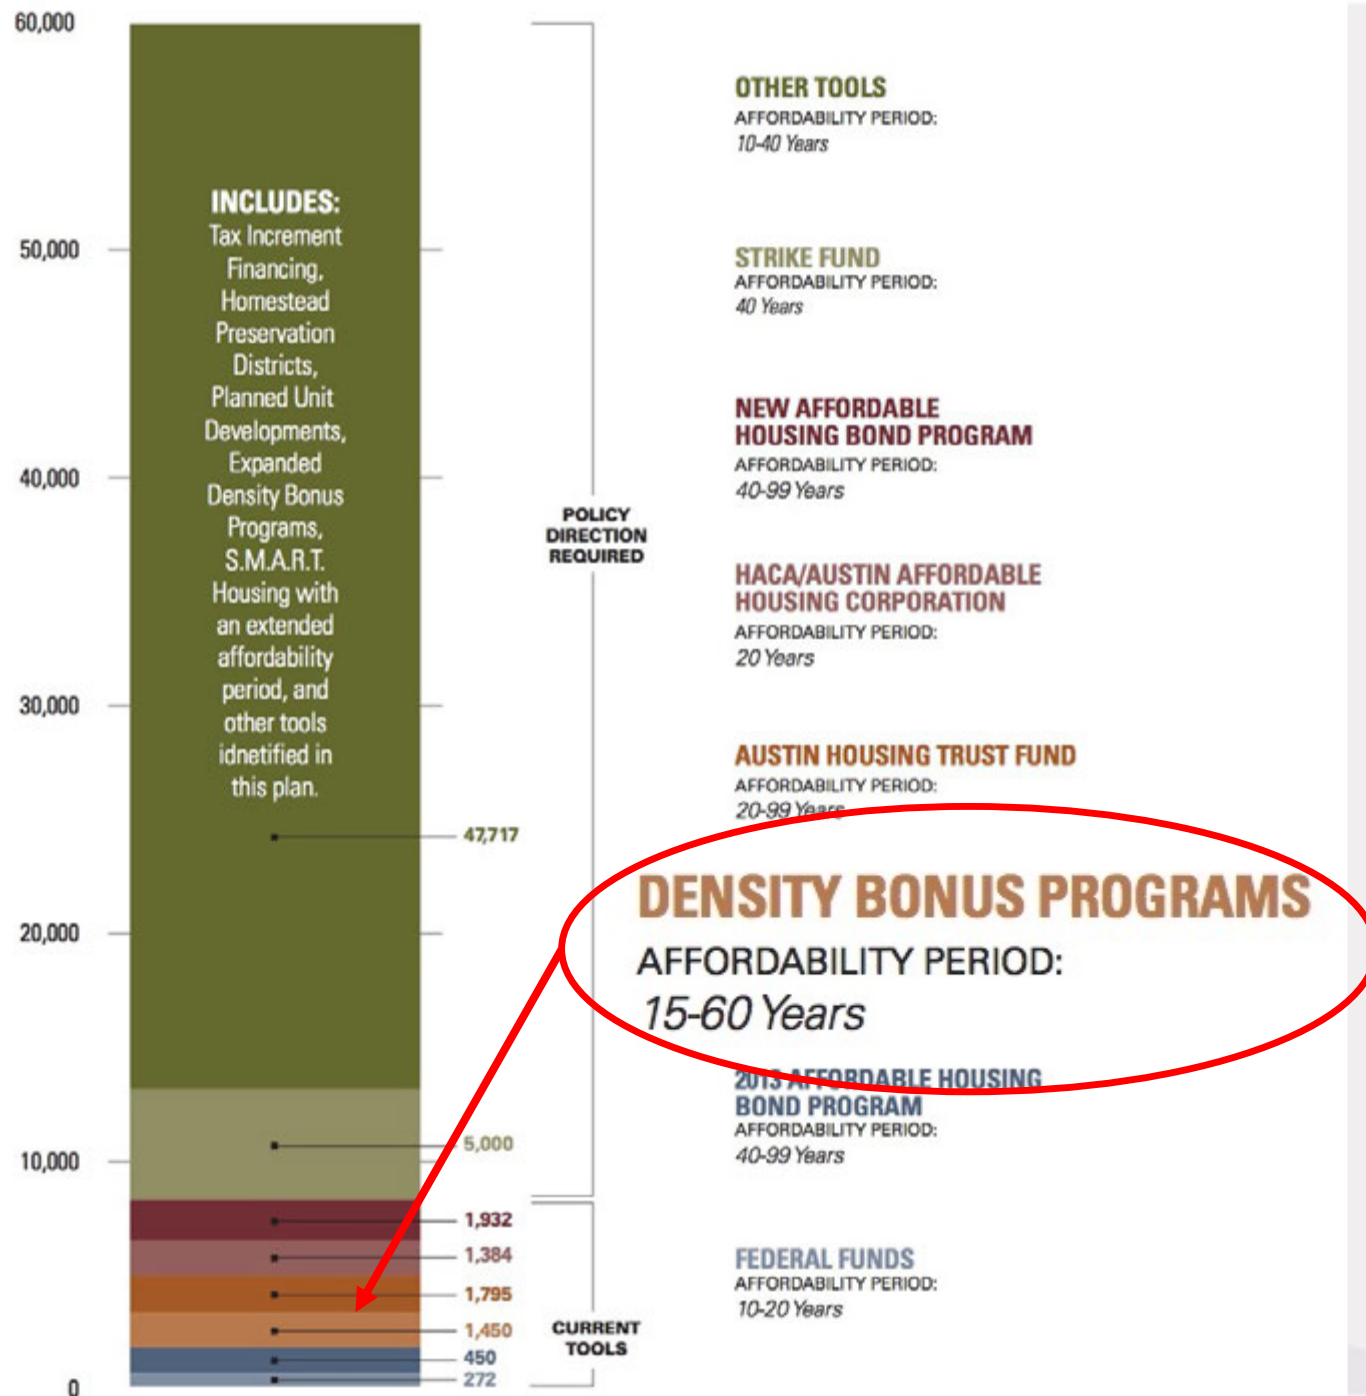 60,000
50,000
40,000
30,000
20,000
10,000
0
INCLUDES:
Tax Increment
Financing,
Homestead
Preservation
Districts,
Planned Unit
Developments,
Expanded
Density Bonus
Programs,
S.M.A.R.T.
Housing with
an extended
affordability
period, and
other tools
idnetified in
this plan.
47,717
5,000
1,932
1,384
1,795
1,450
450
272
POLICY
DIRECTION
REQUIRED
CURRENT
TOOLS
OTHER TOOLS
AFFORDABILITY PERIOD:
10-40 Years
STRIKE FUND
AFFORDABILITY PERIOD:
40 Years
NEW AFFORDABLE
HOUSING BOND PROGRAM
AFFORDABILITY PERIOD:
40-99 Years
HACA/AUSTIN AFFORDABLE
HOUSING CORPORATION
AFFORDABILITY PERIOD:
20 Years
AUSTIN HOUSING TRUST FUND
AFFORDABILITY PERIOD:
20-99 Years
DENSITY BONUS PROGRAMS
AFFORDABILITY PERIOD:
15-60 Years
2013 AFFORDABLE HOUSING
BOND PROGRAM
AFFORDABILITY PERIOD:
40-99 Years
FEDERAL FUNDS
AFFORDABILITY PERIOD:
10-20 Years